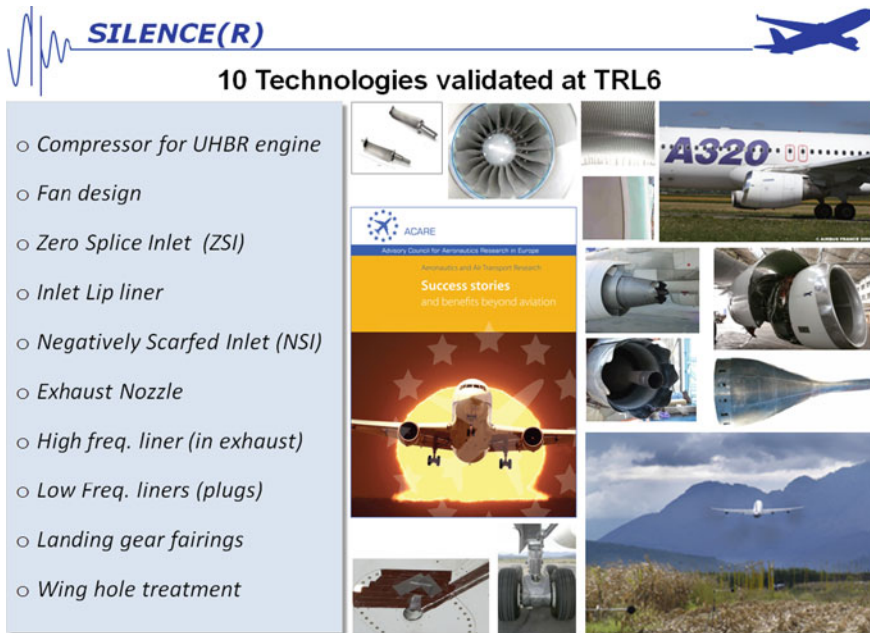 SILENCE(R)
10 Technologies validated at TRL6
o Compressor for UHBR engine
o Fan design
o Zero Splice Inlet (ZSI)
o Inlet Lip liner
o Negatively Scarfed Inlet (NSI)
o Exhaust Nozzle
o High freq. liner (in exhaust)
o Low Freq. liners (plugs)
o Landing gear fairings
o Wing hole treatment
ACARE
Advisory Council for Aeronautics Research in Europe
Aeronautics and Air Transport Research
Success stories
and benefits beyond aviation
A320
© AIRBUS FRANCE